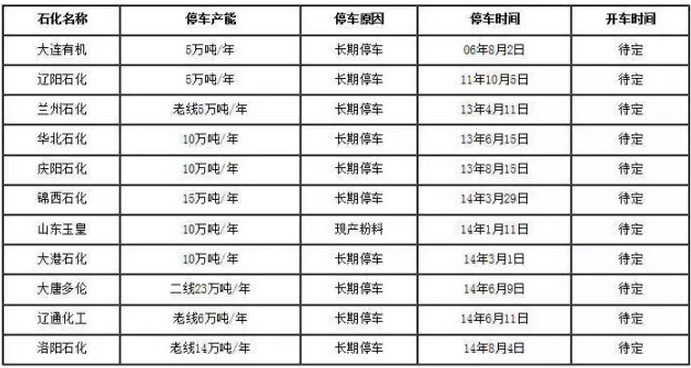 石化名称 停车产能 停车原因 停车时间 开车时间
大连有机 5万吨/年 长期停车 06年8月2日 待定
辽阳石化 5万吨/年 长期停车 11年10月5日 待定
兰州石化 老线5万吨/年 长期停车 13年4月11日 待定
华北石化 10万吨/年 长期停车 13年6月15日 待定
庆阳石化 10万吨/年 长期停车 13年8月15日 待定
锦西石化 15万吨/年 长期停车 14年3月29日 待定
山东玉皇 10万吨/年 现产粉料 14年1月11日 待定
大港石化 10万吨/年 长期停车 14年3月1日 待定
大唐多伦 二线23万吨/年 长期停车 14年6月9日 待定
辽通化工 老线6万吨/年 长期停车 14年6月11日 待定
洛阳石化 老线14万吨/年 长期停车 14年8月4日 待定